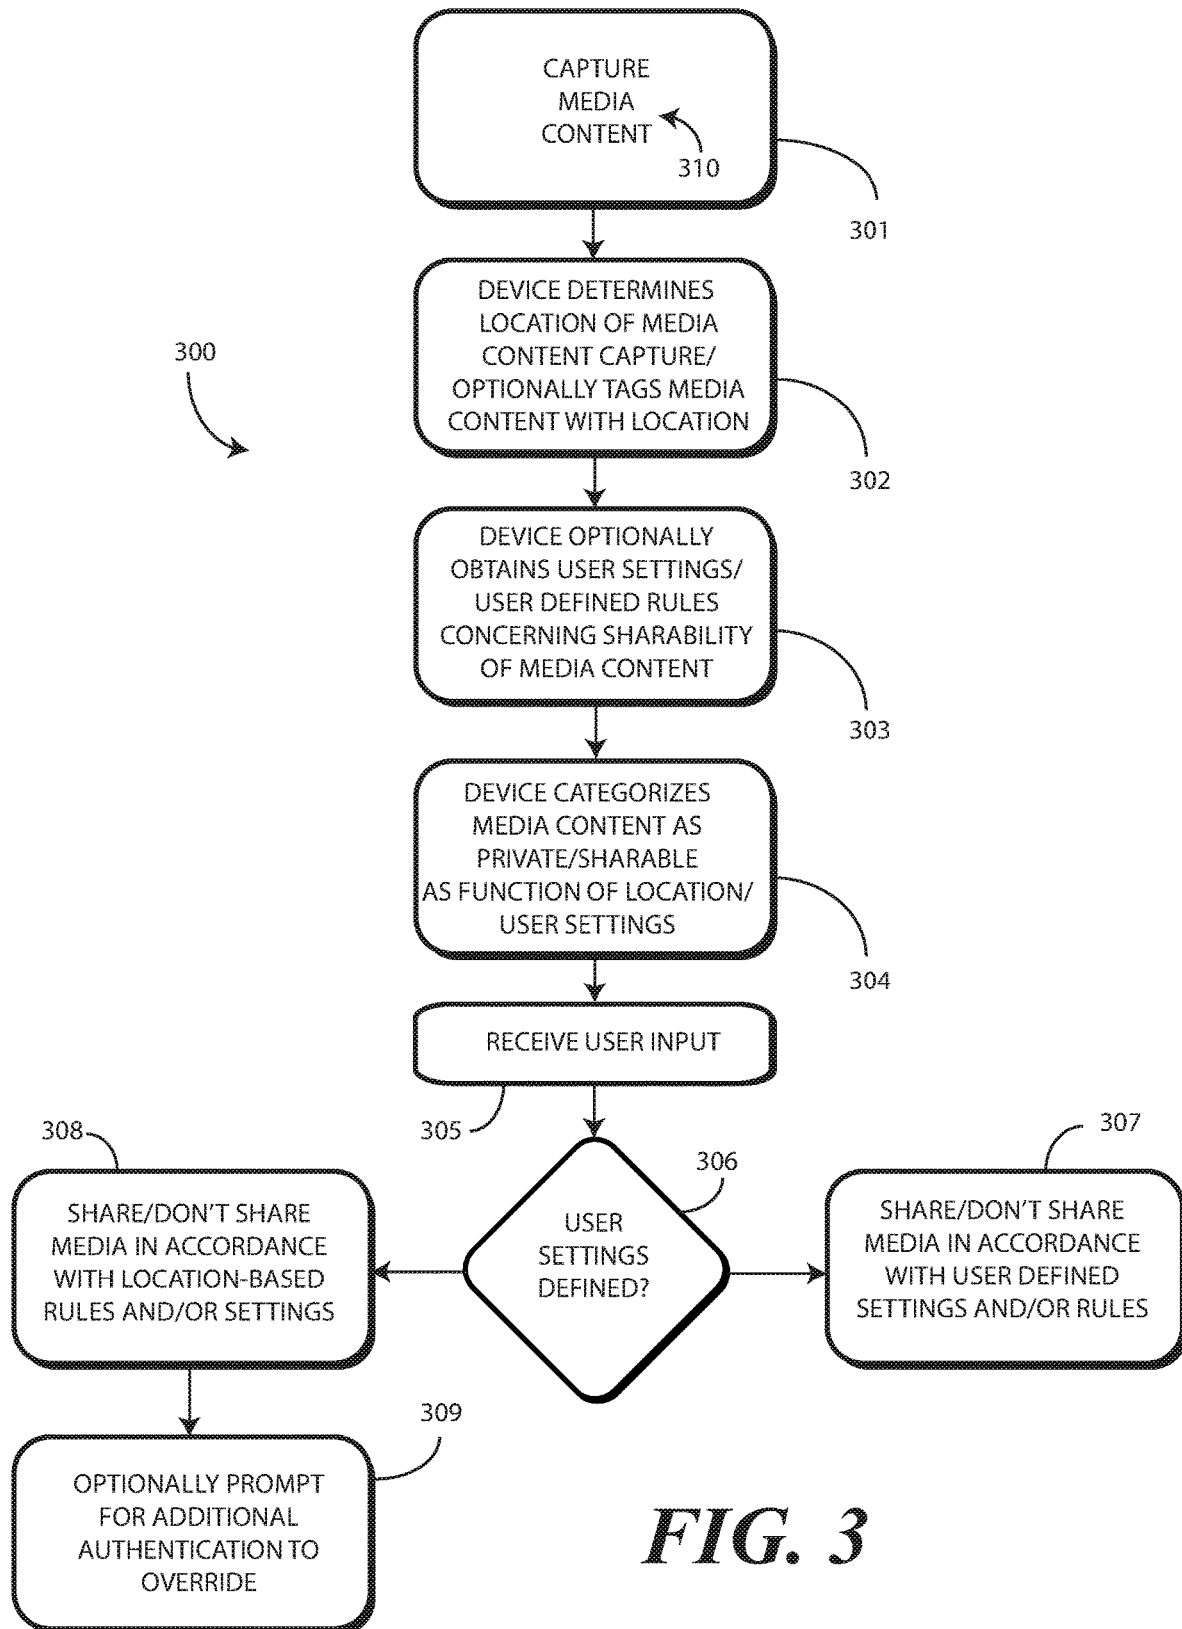 CAPTURE
MEDIA
CONTENT
310
301
DEVICE DETERMINES
LOCATION OF MEDIA
CONTENT CAPTURE/
OPTIONALLY TAGS MEDIA
CONTENT WITH LOCATION
300
302
DEVICE OPTIONALLY
OBTAINS USER SETTINGS/
USER DEFINED RULES
CONCERNING SHARABILITY
OF MEDIA CONTENT
303
DEVICE CATEGORIZES
MEDIA CONTENT AS
PRIVATE/SHARABLE
AS FUNCTION OF LOCATION/
USER SETTINGS
304
RECEIVE USER INPUT
305
306
USER
SETTINGS
DEFINED?
308
SHARE/DON'T SHARE
MEDIA IN ACCORDANCE
WITH LOCATION-BASED
RULES AND/OR SETTINGS
307
SHARE/DON'T SHARE
MEDIA IN ACCORDANCE
WITH USER DEFINED
SETTINGS AND/OR RULES
309
OPTIONALLY PROMPT
FOR ADDITIONAL
AUTHENTICATION TO
OVERRIDE
FIG. 3